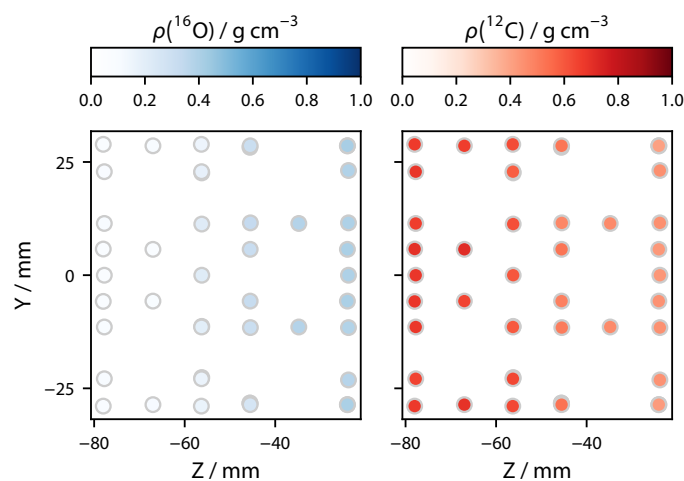 ρ(¹⁶O) / g cm⁻³ ρ(¹²C) / g cm⁻³
0.0 0.2 0.4 0.6 0.8 1.0 0.0 0.2 0.4 0.6 0.8 1.0
25
0
−25
Y / mm
−80 −60 −40 −80 −60 −40
Z / mm Z / mm